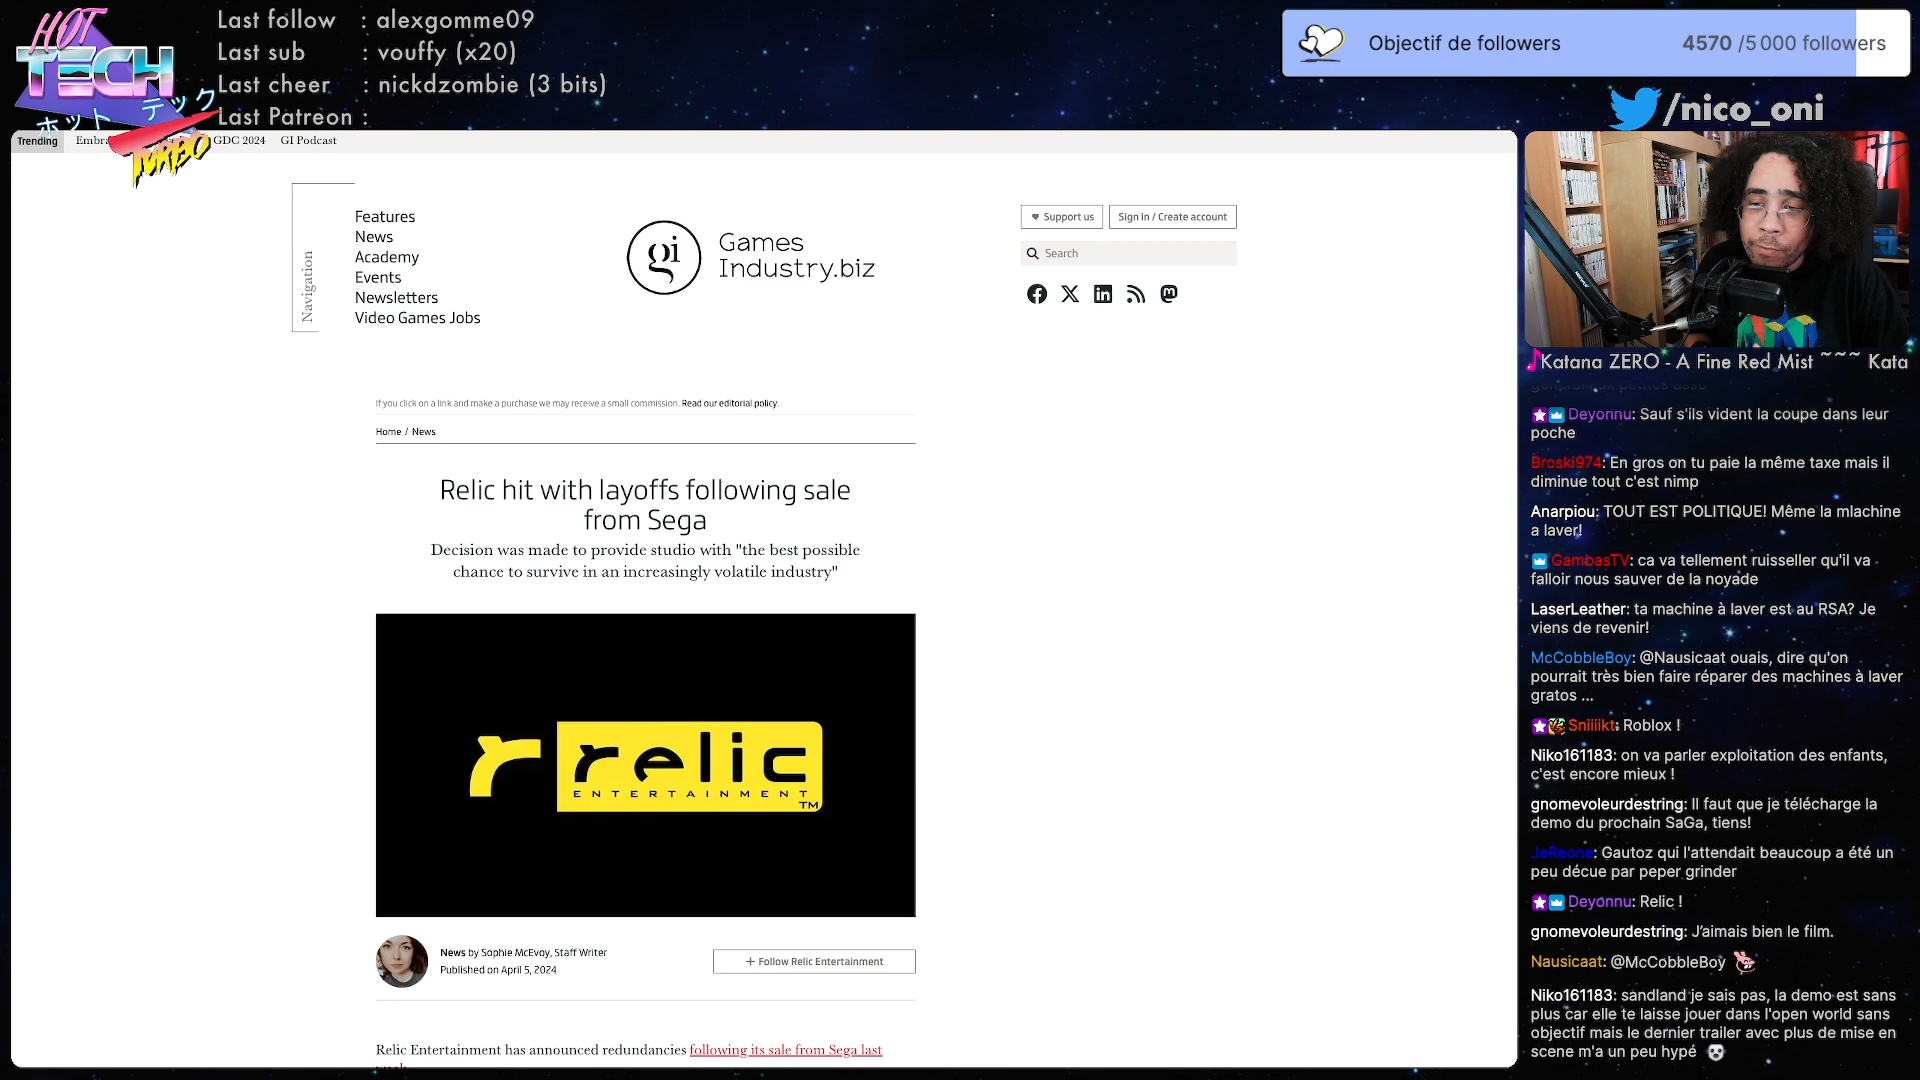 HOT
TECH
ホット テック
TURBO
Last follow : alexgomme09
Last sub : vouffy (x20)
Last cheer : nickdzombie (3 bits)
Last Patreon :
Objectif de followers
4570 /5 000 followers
/nico_oni
Trending
GDC 2024
GI Podcast
Navigation
Features
News
Academy
Events
Newsletters
Video Games Jobs
gi
Games
Industry.biz
Support us
Sign in / Create account
Search
If you click on a link and make a purchase we may receive a small commission. Read our editorial policy.
Home / News
Relic hit with layoffs following sale
from Sega
Decision was made to provide studio with "the best possible
chance to survive in an increasingly volatile industry"
r relic
ENTERTAINMENT
TM
News by Sophie McEvoy, Staff Writer
Published on April 5, 2024
+ Follow Relic Entertainment
Relic Entertainment has announced redundancies following its sale from Sega last
Katana ZERO - A Fine Red Mist ~~~ Kata
Deyonnu: Sauf s'ils vident la coupe dans leur
poche
Broski974: En gros on tu paie la même taxe mais il
diminue tout c'est nimp
Anarpiou: TOUT EST POLITIQUE! Même la mlachine
a laver!
GambasTV: ca va tellement ruisseller qu'il va
falloir nous sauver de la noyade
LaserLeather: ta machine à laver est au RSA? Je
viens de revenir!
McCobbleBoy: @Nausicaat ouais, dire qu'on
pourrait très bien faire réparer des machines à laver
gratos ...
Sniiiikt: Roblox !
Niko161183: on va parler exploitation des enfants,
c'est encore mieux !
gnomevoleurdestring: Il faut que je télécharge la
demo du prochain SaGa, tiens!
JeReone: Gautoz qui l'attendait beaucoup a été un
peu décue par peper grinder
Deyonnu: Relic !
gnomevoleurdestring: J'aimais bien le film.
Nausicaat: @McCobbleBoy
Niko161183: sandland je sais pas, la demo est sans
plus car elle te laisse jouer dans l'open world sans
objectif mais le dernier trailer avec plus de mise en
scene m'a un peu hypé